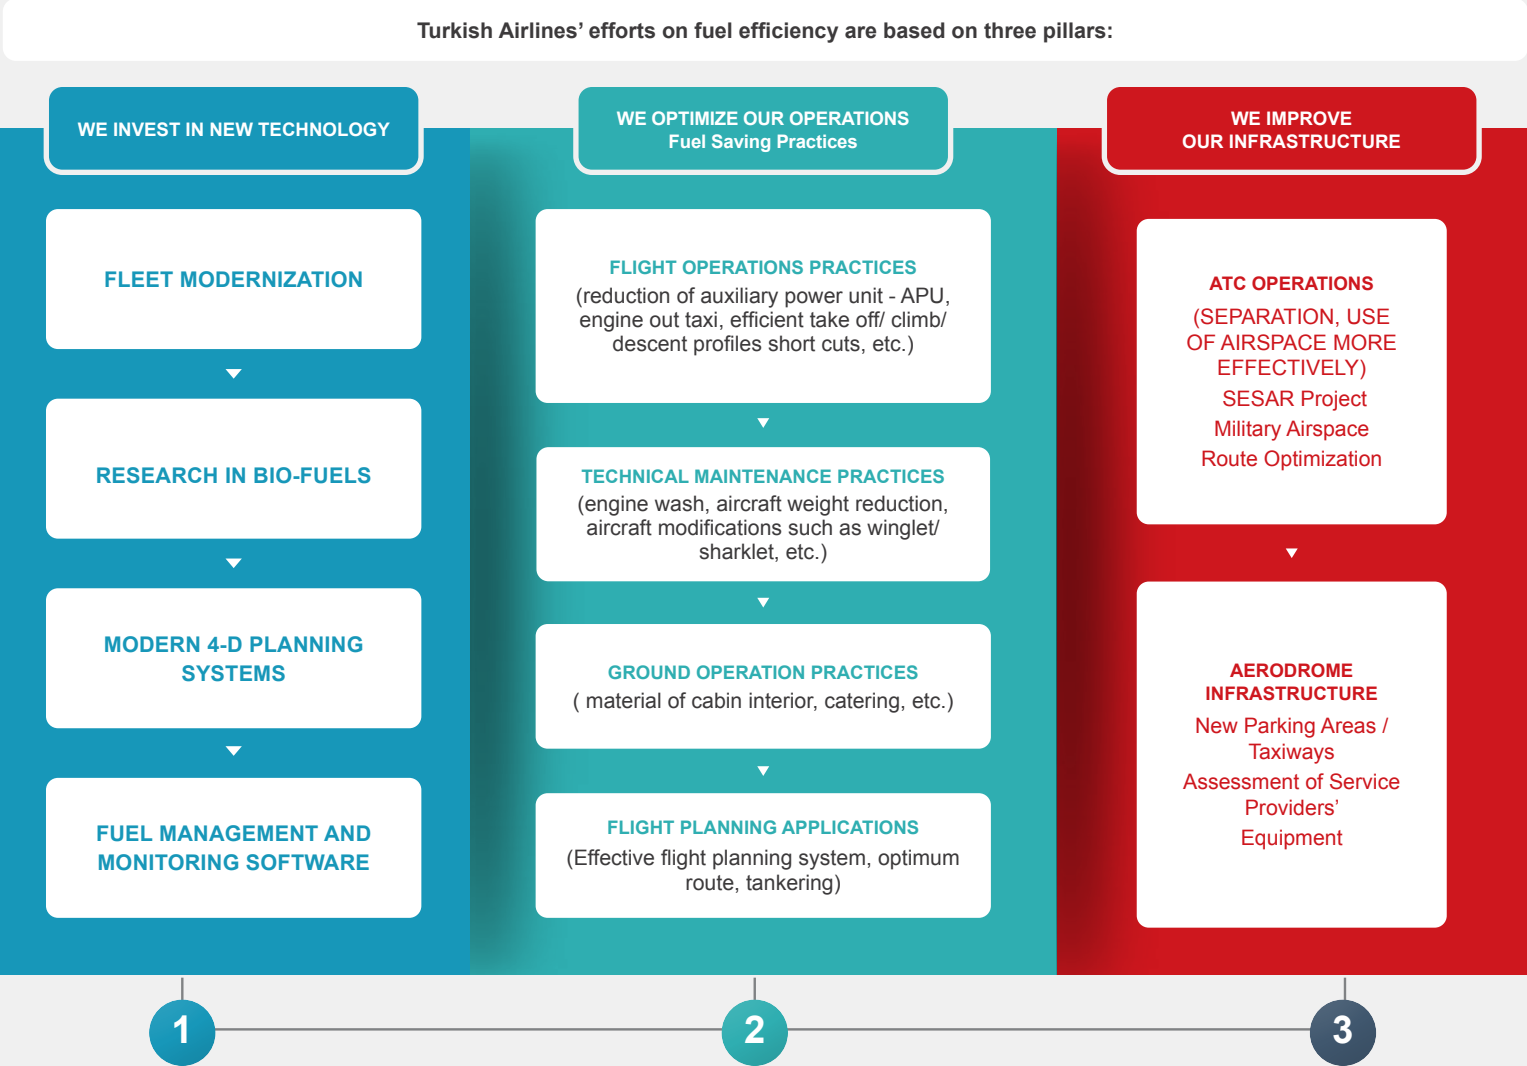 Turkish Airlines’ efforts on fuel efficiency are based on three pillars:
WE INVEST IN NEW TECHNOLOGY
FLEET MODERNIZATION
RESEARCH IN BIO-FUELS
MODERN 4-D PLANNING
SYSTEMS
FUEL MANAGEMENT AND
MONITORING SOFTWARE
1
WE OPTIMIZE OUR OPERATIONS
Fuel Saving Practices
FLIGHT OPERATIONS PRACTICES
(reduction of auxiliary power unit - APU,
engine out taxi, efficient take off/ climb/
descent profiles short cuts, etc.)
TECHNICAL MAINTENANCE PRACTICES
(engine wash, aircraft weight reduction,
aircraft modifications such as winglet/
sharklet, etc.)
GROUND OPERATION PRACTICES
( material of cabin interior, catering, etc.)
FLIGHT PLANNING APPLICATIONS
(Effective flight planning system, optimum
route, tankering)
2
WE IMPROVE
OUR INFRASTRUCTURE
ATC OPERATIONS
(SEPARATION, USE
OF AIRSPACE MORE
EFFECTIVELY)
SESAR Project
Military Airspace
Route Optimization
AERODROME
INFRASTRUCTURE
New Parking Areas /
Taxiways
Assessment of Service
Providers’
Equipment
3